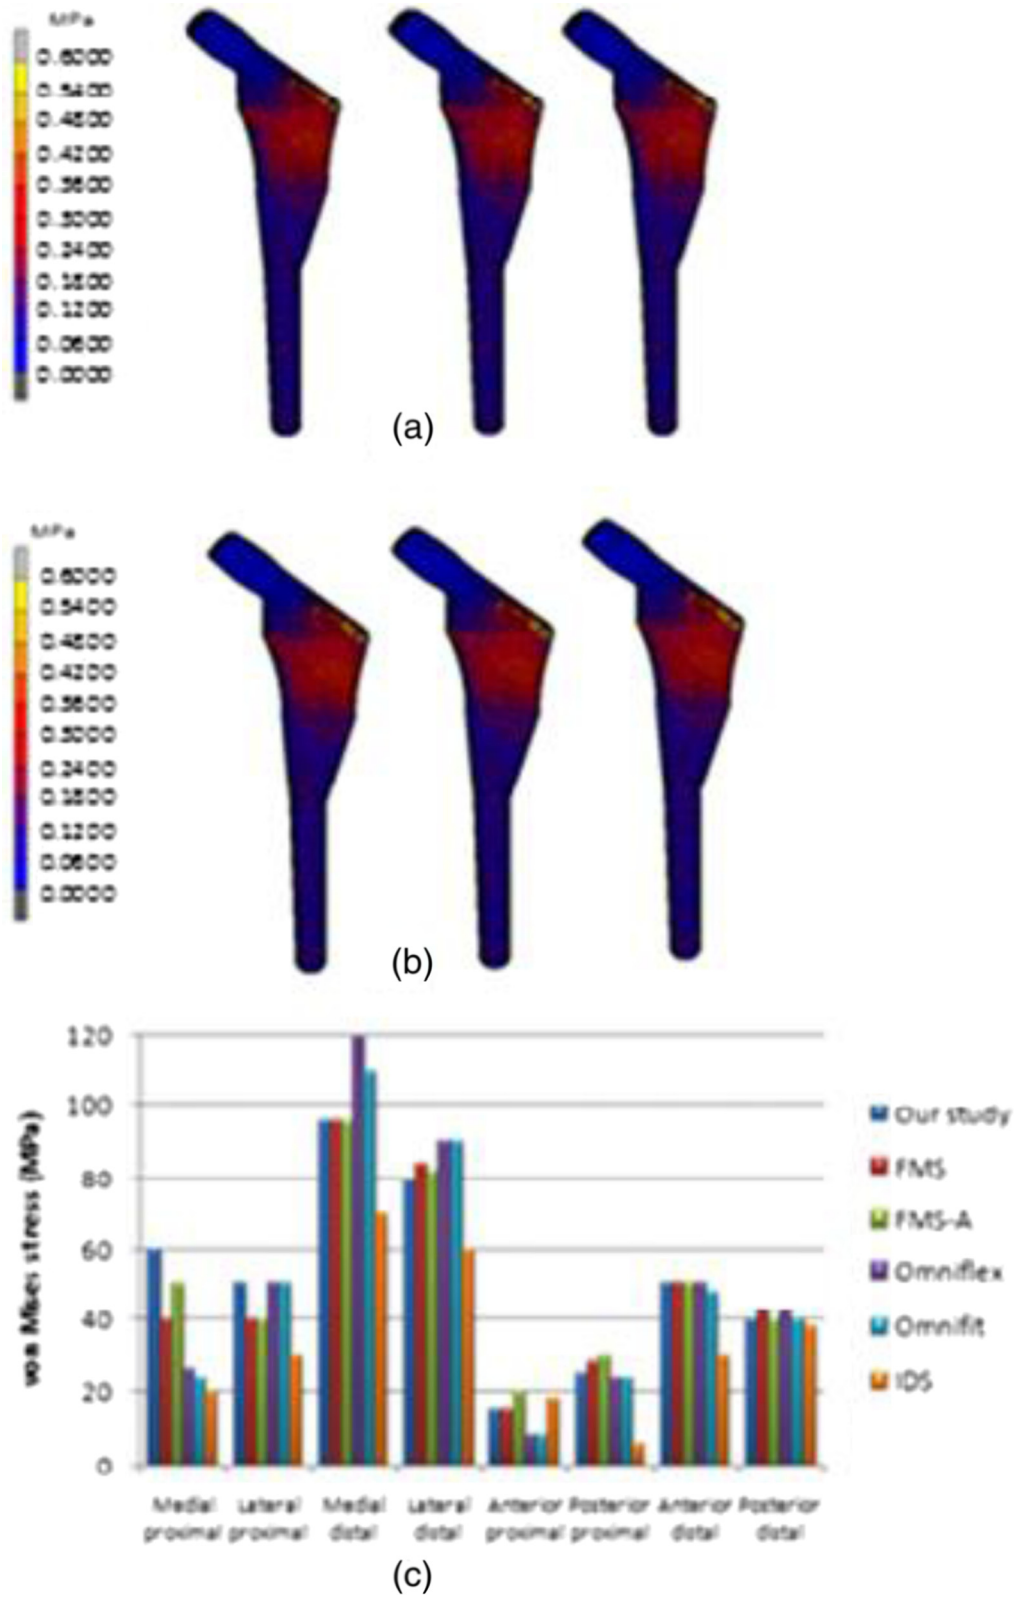 MPa
0.6000
0.5400
0.4800
0.4200
0.3600
0.3000
0.2400
0.1800
0.1200
0.0600
0.0000
(a)
MPa
0.6000
0.5400
0.4800
0.4200
0.3600
0.3000
0.2400
0.1800
0.1200
0.0600
0.0000
(b)
von Mises stress (MPa)
120
100
80
60
40
20
0
Medial proximal
Lateral proximal
Medial distal
Lateral distal
Anterior proximal
Posterior proximal
Anterior distal
Posterior distal
Our study
FMS
FMS-A
Omniflex
Omnifit
IDS
(c)